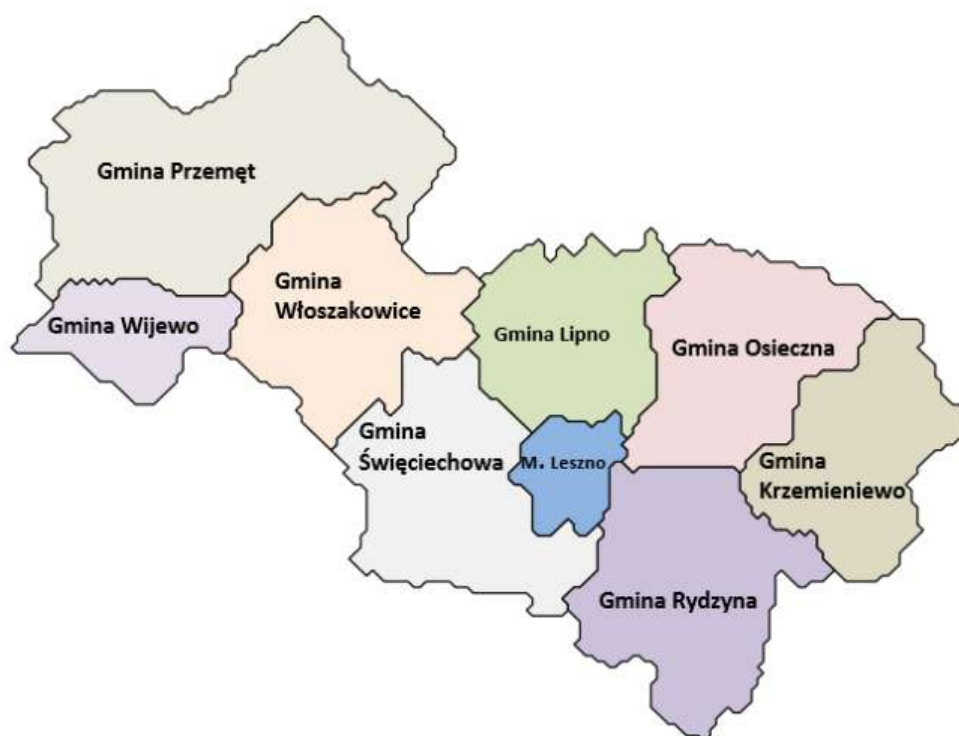 Gmina Przemęt
Gmina
Włoszakowice
Gmina Wijewo
Gmina Lipno
Gmina Osieczna
Gmina
Święciechowa
M. Leszno
Gmina
Krzemieniewo
Gmina Rydzyna